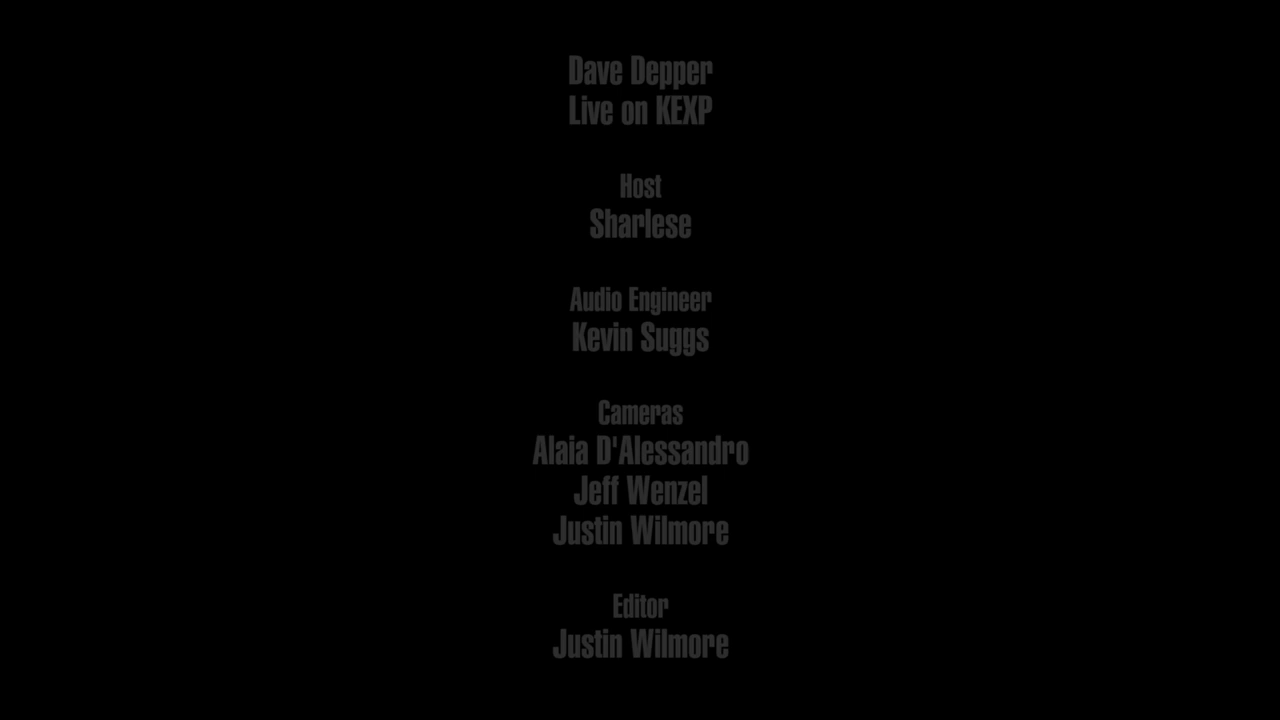 Dave Depper
Live on KEXP
Host
Sharlese
Audio Engineer
Kevin Suggs
Cameras
Alaia D'Alessandro
Jeff Wenzel
Justin Wilmore
Editor
Justin Wilmore